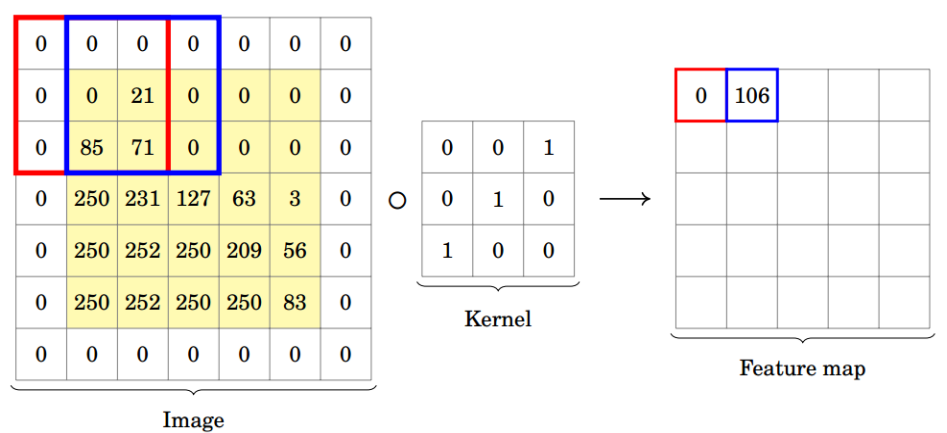 0 0 0 0 0 0 0
0 0 21 0 0 0 0
0 85 71 0 0 0 0
0 250 231 127 63 3 0
0 250 252 250 209 56 0
0 250 252 250 250 83 0
0 0 0 0 0 0 0
Image
0 0 1
0 1 0
1 0 0
Kernel
0 106
Feature map